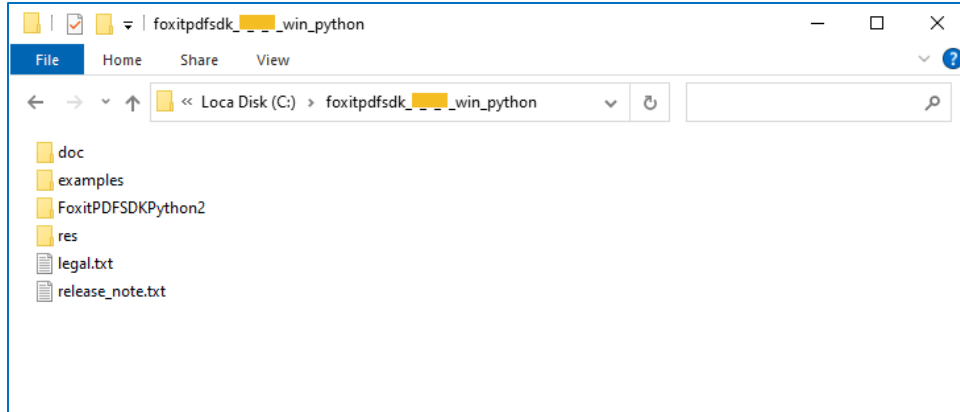 foxitpdfsdk_ _win_python
File Home Share View
« Loca Disk (C:) › foxitpdfsdk_ _win_python
doc
examples
FoxitPDFSDKPython2
res
legal.txt
release_note.txt